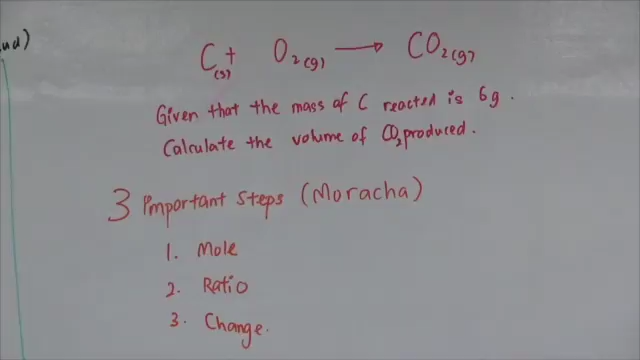 C(s) + O2(g) → CO2(g)
Given that the mass of C reacted is 6g.
Calculate the volume of CO2 produced.
3 Important Steps (Moracha)
1. Mole
2. Ratio
3. Change.